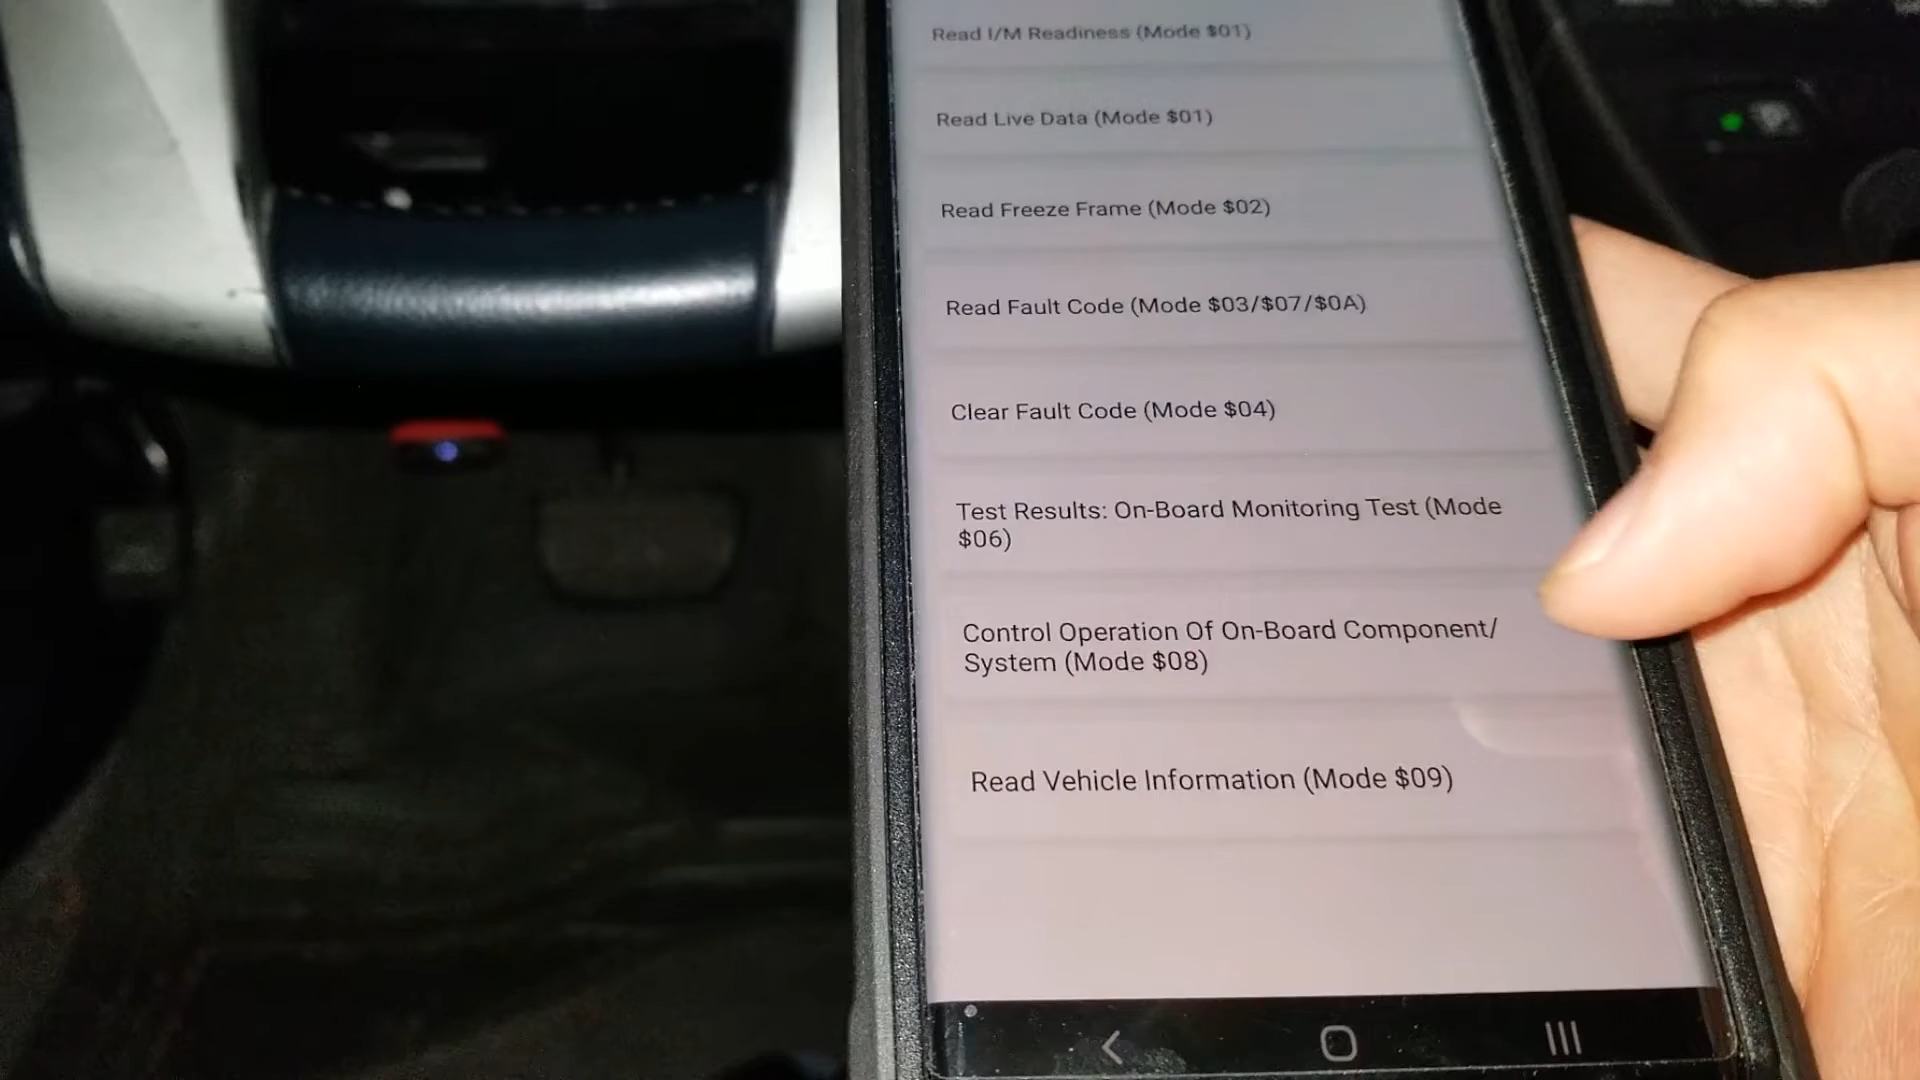 Read I/M Readiness (Mode $01)
Read Live Data (Mode $01)
Read Freeze Frame (Mode $02)
Read Fault Code (Mode $03/$07/$0A)
Clear Fault Code (Mode $04)
Test Results: On-Board Monitoring Test (Mode
$06)
Control Operation Of On-Board Component/
System (Mode $08)
Read Vehicle Information (Mode $09)